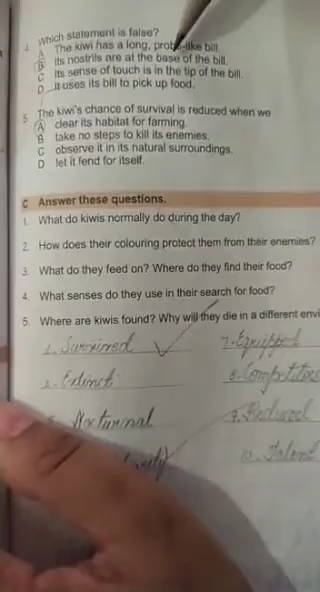 4. Which statement is false?
A The kiwi has a long, probe-like bill.
B its nostrils are at the base of the bill.
C Its sense of touch is in the tip of the bill.
D It uses its bill to pick up food.
5. The kiwi's chance of survival is reduced when we
A clear its habitat for farming.
B take no steps to kill its enemies.
C observe it in its natural surroundings.
D let it fend for itself.
C Answer these questions.
1. What do kiwis normally do during the day?
2. How does their colouring protect them from their enemies?
3. What do they feed on? Where do they find their food?
4. What senses do they use in their search for food?
5. Where are kiwis found? Why will they die in a different envi
1. Survived 7. Equipped
2. Extinct 8. Competitors
Nocturnal 9. Reduced
10. Talent